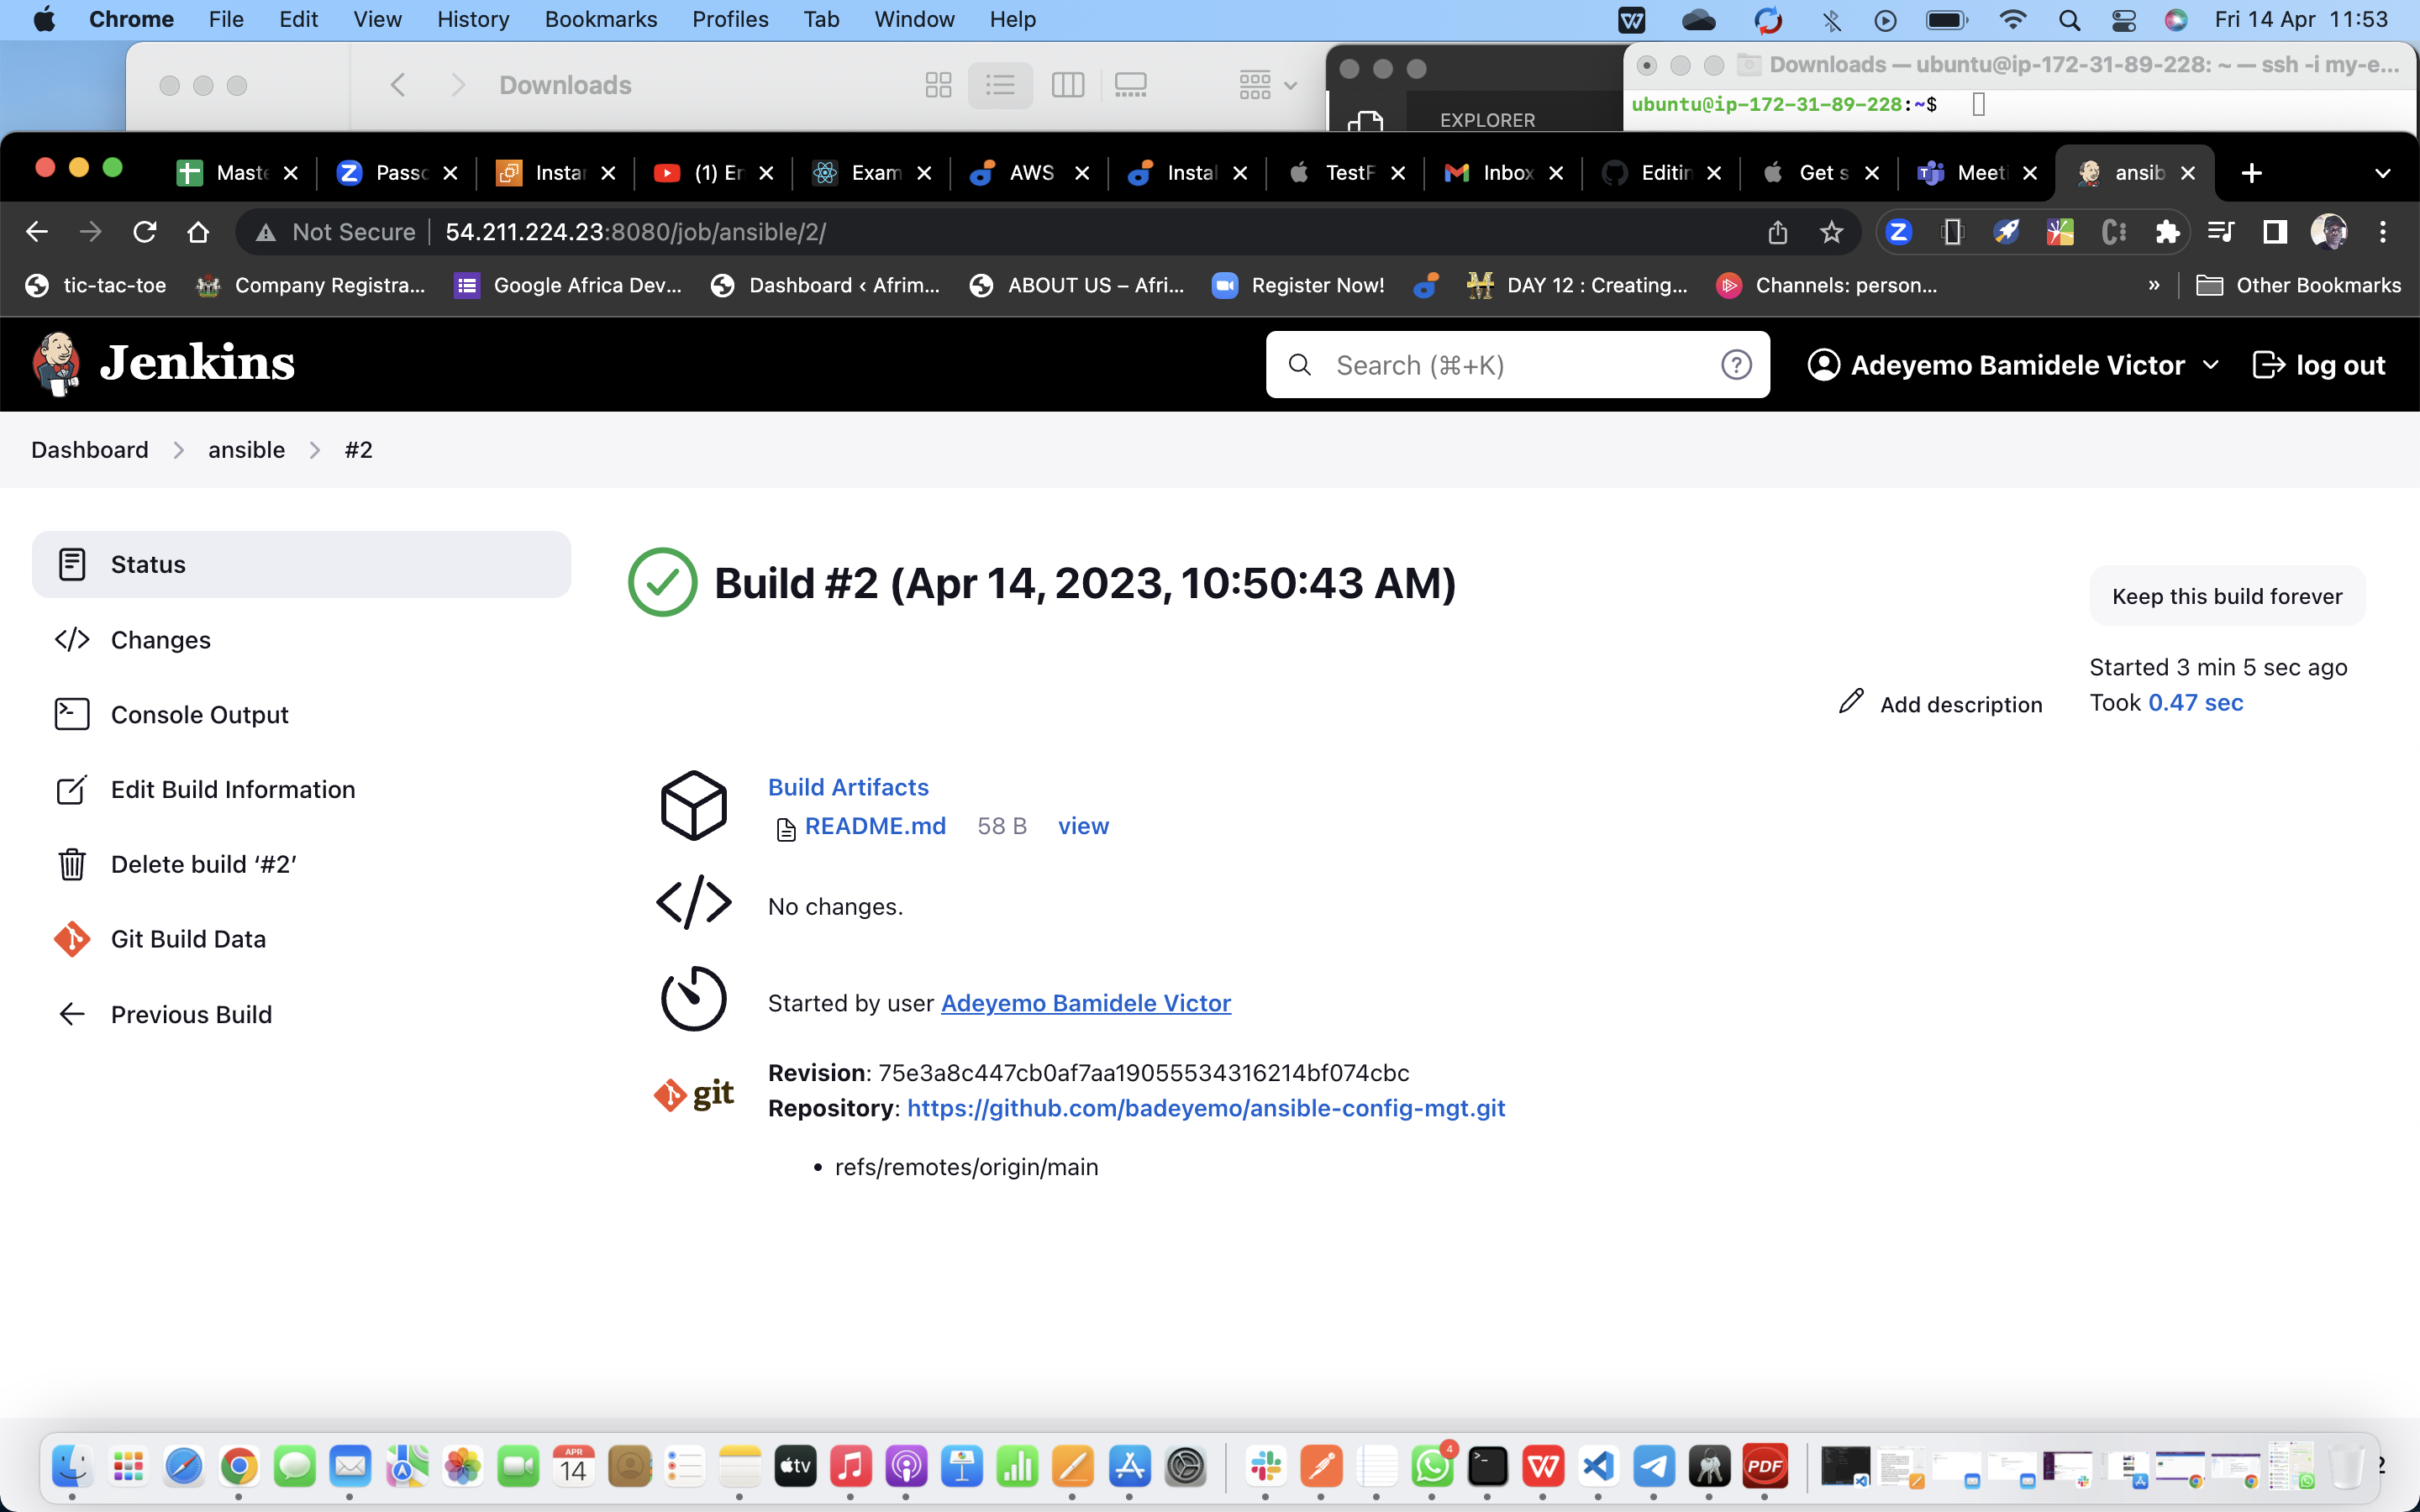 Chrome File Edit View History Bookmarks Profiles Tab Window Help Fri 14 Apr 11:53
Downloads
EXPLORER
Downloads — ubuntu@ip-172-31-89-228: ~ — ssh -i my-e...
ubuntu@ip-172-31-89-228:~$
Maste Passc Instan (1) En Exam AWS Instal TestF Inbox Editin Get s Meeti ansib
Not Secure 54.211.224.23:8080/job/ansible/2/
tic-tac-toe Company Registra... Google Africa Dev... Dashboard ‹ Afrim... ABOUT US – Afri... Register Now! DAY 12 : Creating... Channels: person... » Other Bookmarks
Jenkins
Search (⌘+K)
Adeyemo Bamidele Victor
log out
Dashboard ansible #2
Status
Changes
Console Output
Edit Build Information
Delete build ‘#2’
Git Build Data
Previous Build
Build #2 (Apr 14, 2023, 10:50:43 AM)
Keep this build forever
Started 3 min 5 sec ago
Took 0.47 sec
Add description
Build Artifacts
README.md 58 B view
No changes.
Started by user Adeyemo Bamidele Victor
git
Revision: 75e3a8c447cb0af7aa19055534316214bf074cbc
Repository: https://github.com/badeyemo/ansible-config-mgt.git
• refs/remotes/origin/main
APR
14
tv
4
PDF